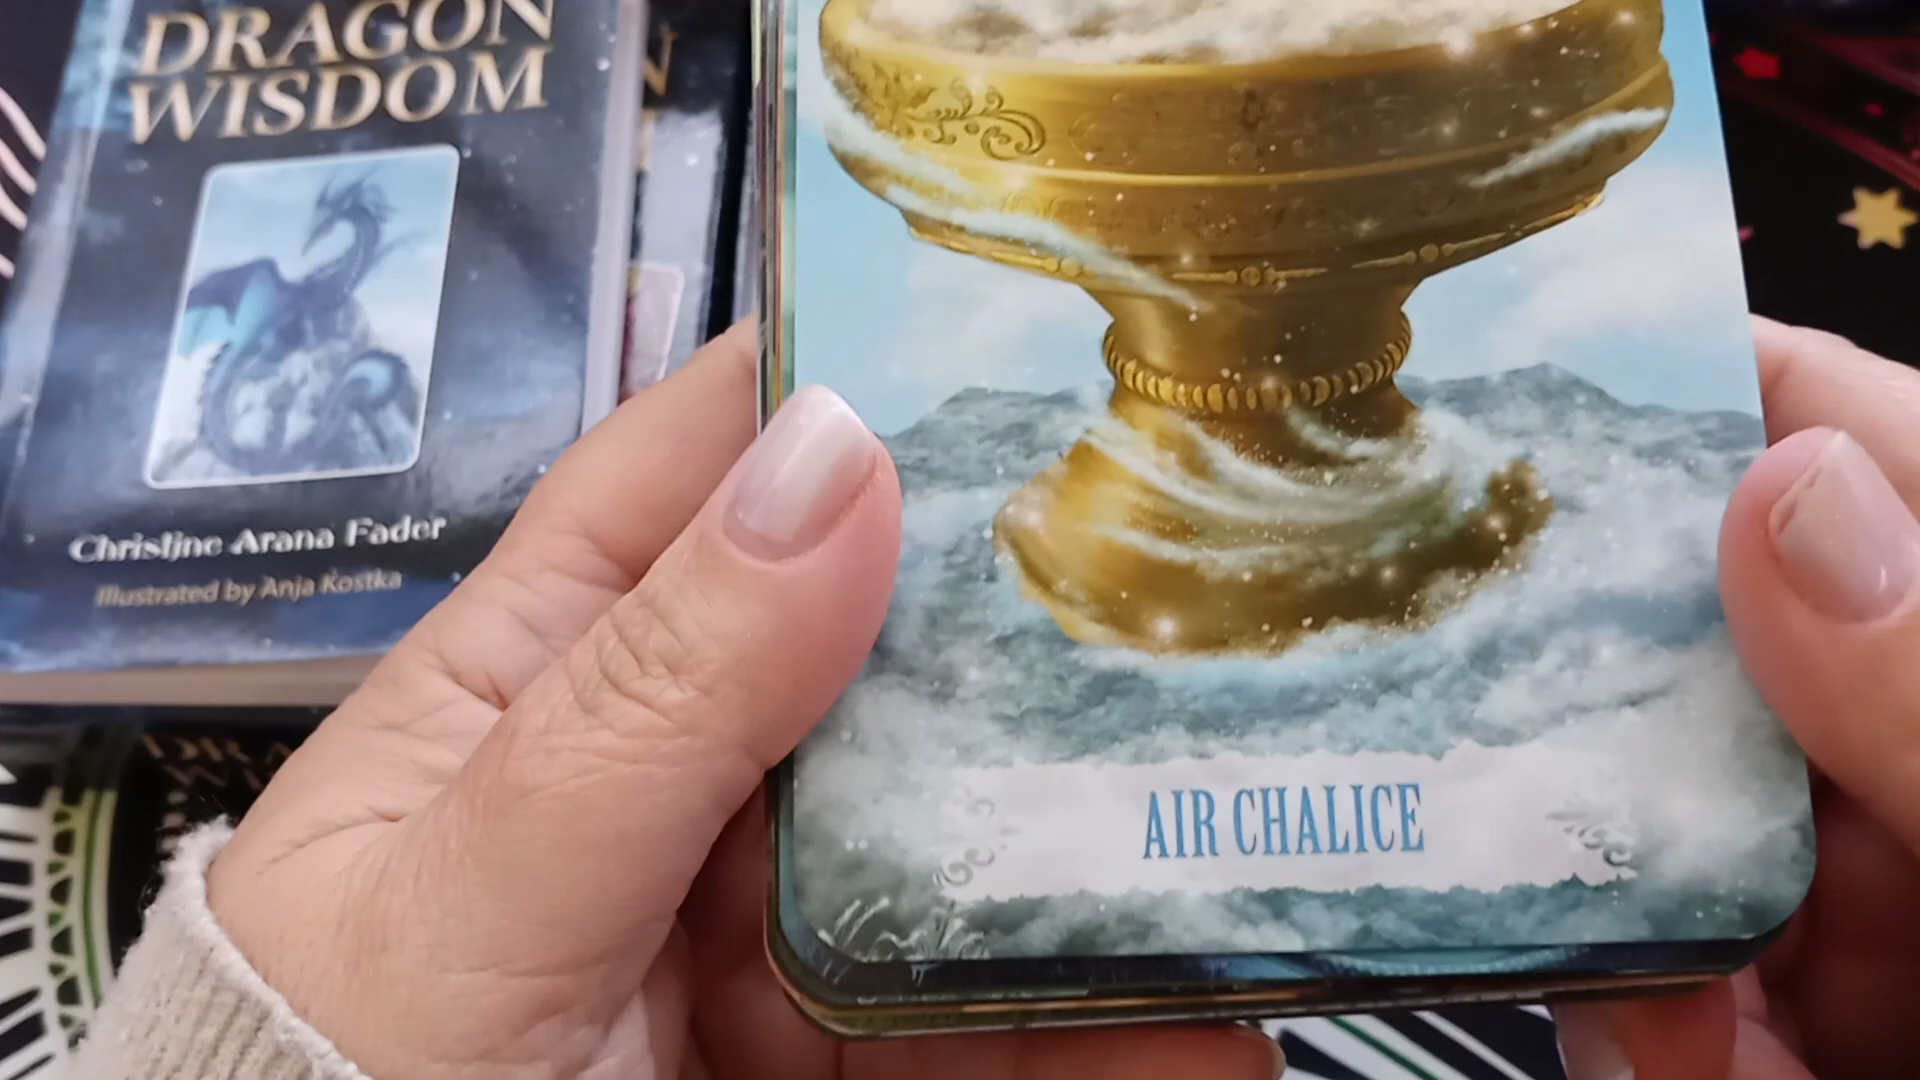 DRAGON
WISDOM
Christine Arana Fader
Illustrated by Anja Kostka
AIR CHALICE